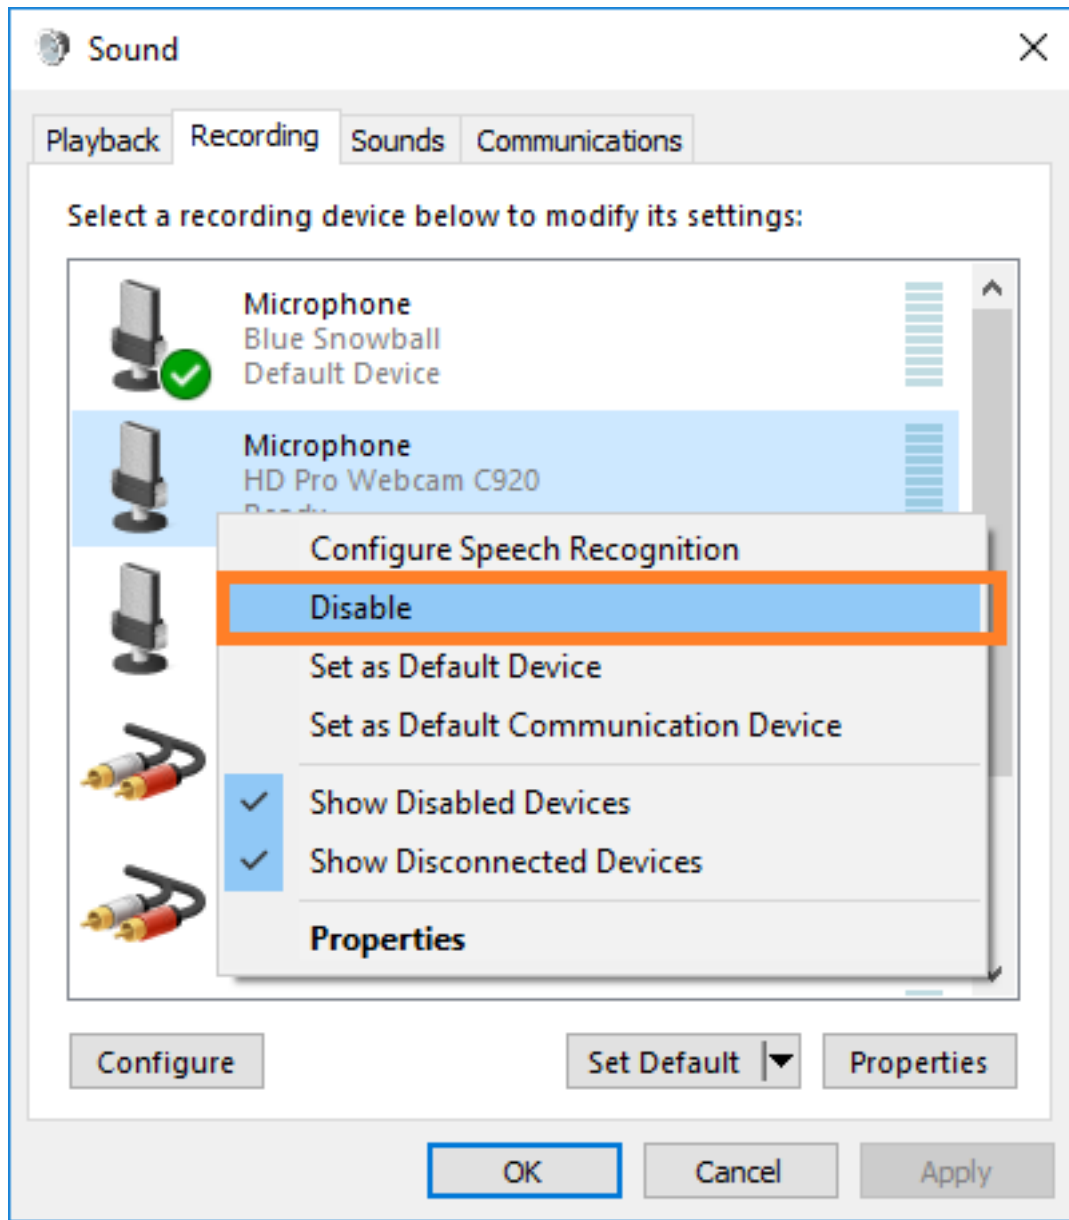 Sound
Playback Recording Sounds Communications
Select a recording device below to modify its settings:
Microphone
Blue Snowball
Default Device
Microphone
HD Pro Webcam C920
Ready
Configure Speech Recognition
Disable
Set as Default Device
Set as Default Communication Device
Show Disabled Devices
Show Disconnected Devices
Properties
Configure Set Default Properties
OK Cancel Apply